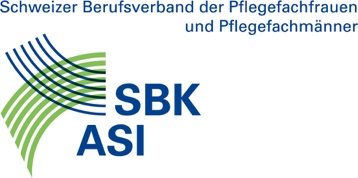 Schweizer Berufsverband der Pflegefachfrauen
und Pflegefachmänner
SBK
ASI